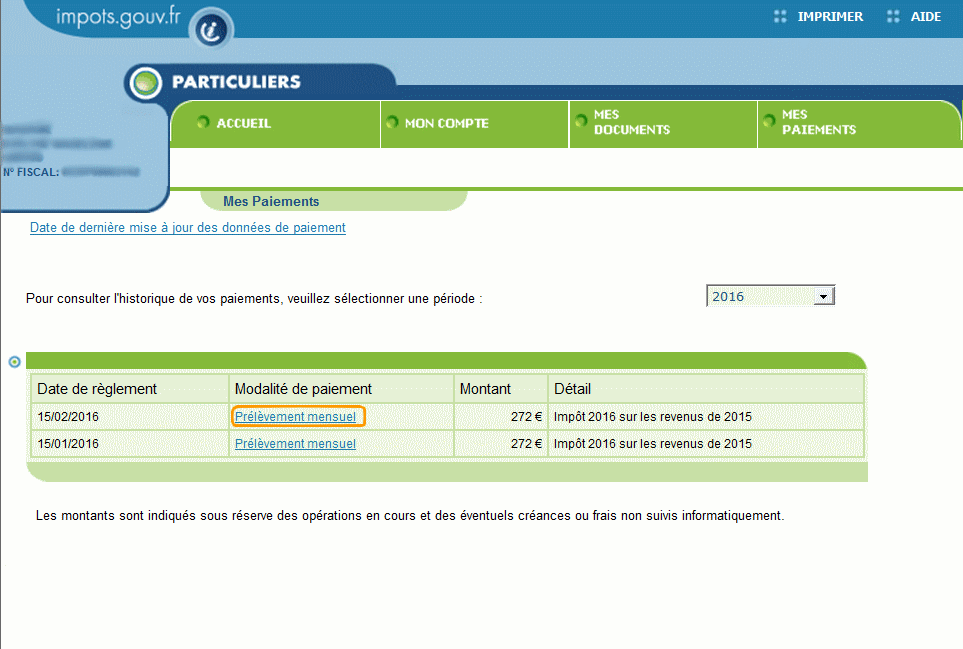 impots.gouv.fr
IMPRIMER AIDE
PARTICULIERS
ACCUEIL MON COMPTE MES DOCUMENTS MES PAIEMENTS
N° FISCAL:
Mes Paiements
Date de dernière mise à jour des données de paiement
Pour consulter l'historique de vos paiements, veuillez sélectionner une période : 2016
Date de règlement Modalité de paiement Montant Détail
15/02/2016 Prélèvement mensuel 272 € Impôt 2016 sur les revenus de 2015
15/01/2016 Prélèvement mensuel 272 € Impôt 2016 sur les revenus de 2015
Les montants sont indiqués sous réserve des opérations en cours et des éventuels créances ou frais non suivis informatiquement.